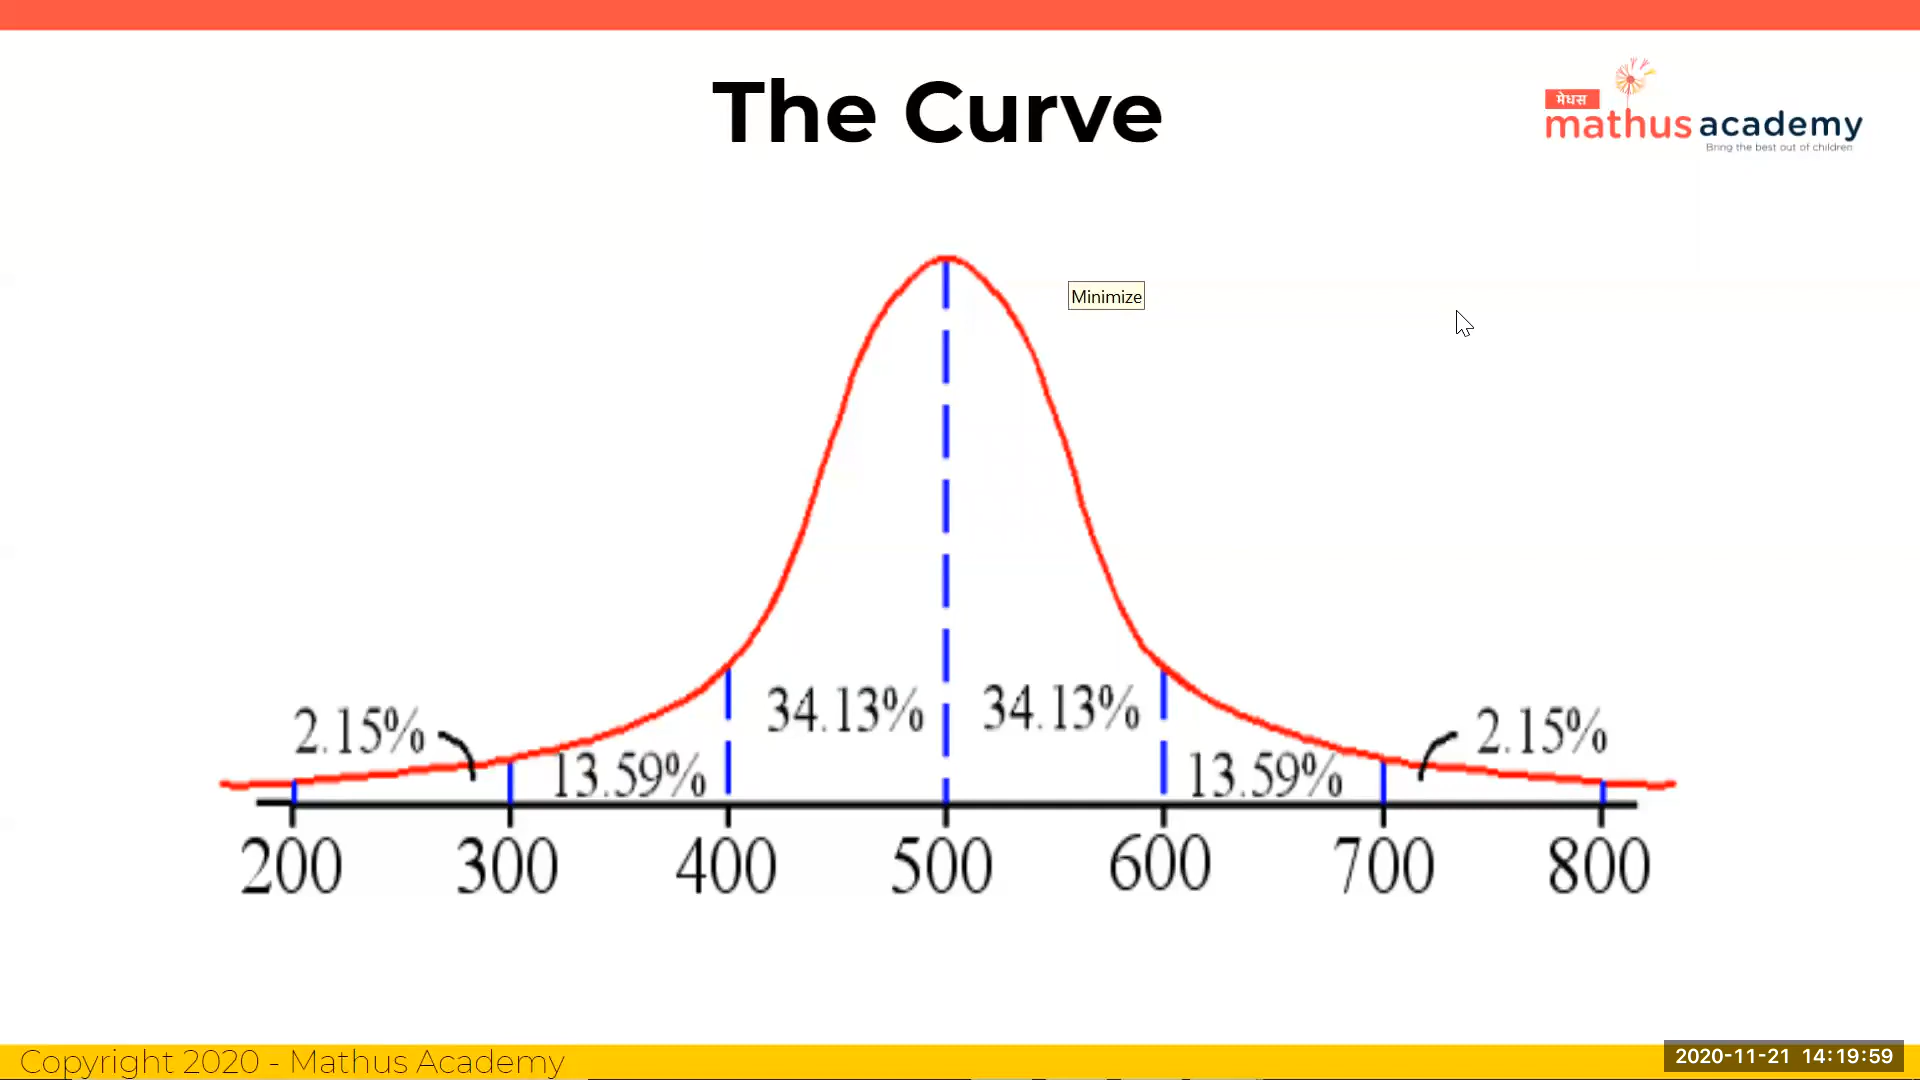 The Curve
मेधस
mathus academy
Bring the best out of children
Minimize
34.13% 34.13%
2.15% 2.15%
13.59% 13.59%
200 300 400 500 600 700 800
Copyright 2020 - Mathus Academy
2020-11-21 14:19:59